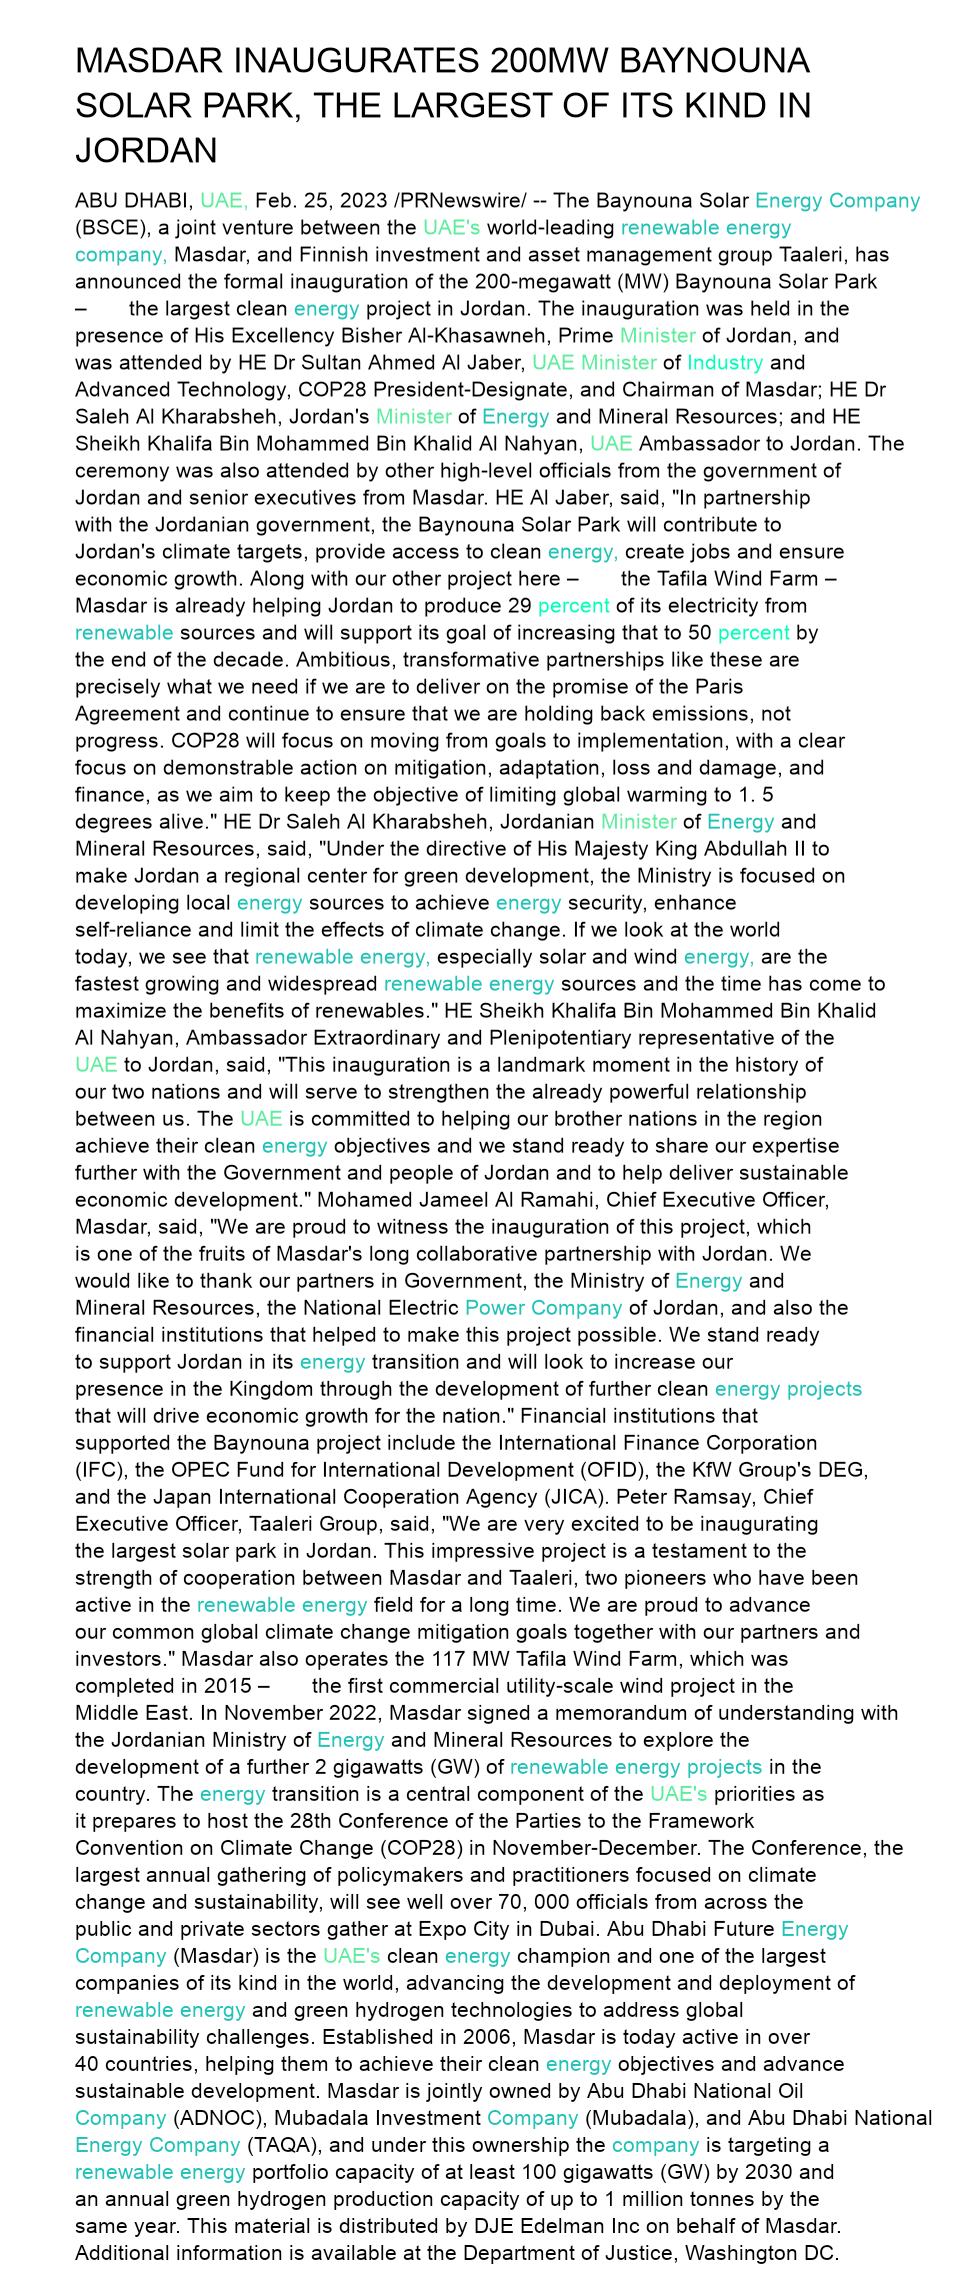 MASDAR INAUGURATES 200MW BAYNOUNA
SOLAR PARK, THE LARGEST OF ITS KIND IN
JORDAN
ABU DHABI, UAE, Feb. 25, 2023 /PRNewswire/ -- The Baynouna Solar Energy Company
(BSCE), a joint venture between the UAE's world-leading renewable energy
company, Masdar, and Finnish investment and asset management group Taaleri, has
announced the formal inauguration of the 200-megawatt (MW) Baynouna Solar Park
– the largest clean energy project in Jordan. The inauguration was held in the
presence of His Excellency Bisher Al-Khasawneh, Prime Minister of Jordan, and
was attended by HE Dr Sultan Ahmed Al Jaber, UAE Minister of Industry and
Advanced Technology, COP28 President-Designate, and Chairman of Masdar; HE Dr
Saleh Al Kharabsheh, Jordan's Minister of Energy and Mineral Resources; and HE
Sheikh Khalifa Bin Mohammed Bin Khalid Al Nahyan, UAE Ambassador to Jordan. The
ceremony was also attended by other high-level officials from the government of
Jordan and senior executives from Masdar. HE Al Jaber, said, "In partnership
with the Jordanian government, the Baynouna Solar Park will contribute to
Jordan's climate targets, provide access to clean energy, create jobs and ensure
economic growth. Along with our other project here – the Tafila Wind Farm –
Masdar is already helping Jordan to produce 29 percent of its electricity from
renewable sources and will support its goal of increasing that to 50 percent by
the end of the decade. Ambitious, transformative partnerships like these are
precisely what we need if we are to deliver on the promise of the Paris
Agreement and continue to ensure that we are holding back emissions, not
progress. COP28 will focus on moving from goals to implementation, with a clear
focus on demonstrable action on mitigation, adaptation, loss and damage, and
finance, as we aim to keep the objective of limiting global warming to 1. 5
degrees alive." HE Dr Saleh Al Kharabsheh, Jordanian Minister of Energy and
Mineral Resources, said, "Under the directive of His Majesty King Abdullah II to
make Jordan a regional center for green development, the Ministry is focused on
developing local energy sources to achieve energy security, enhance
self-reliance and limit the effects of climate change. If we look at the world
today, we see that renewable energy, especially solar and wind energy, are the
fastest growing and widespread renewable energy sources and the time has come to
maximize the benefits of renewables." HE Sheikh Khalifa Bin Mohammed Bin Khalid
Al Nahyan, Ambassador Extraordinary and Plenipotentiary representative of the
UAE to Jordan, said, "This inauguration is a landmark moment in the history of
our two nations and will serve to strengthen the already powerful relationship
between us. The UAE is committed to helping our brother nations in the region
achieve their clean energy objectives and we stand ready to share our expertise
further with the Government and people of Jordan and to help deliver sustainable
economic development." Mohamed Jameel Al Ramahi, Chief Executive Officer,
Masdar, said, "We are proud to witness the inauguration of this project, which
is one of the fruits of Masdar's long collaborative partnership with Jordan. We
would like to thank our partners in Government, the Ministry of Energy and
Mineral Resources, the National Electric Power Company of Jordan, and also the
financial institutions that helped to make this project possible. We stand ready
to support Jordan in its energy transition and will look to increase our
presence in the Kingdom through the development of further clean energy projects
that will drive economic growth for the nation." Financial institutions that
supported the Baynouna project include the International Finance Corporation
(IFC), the OPEC Fund for International Development (OFID), the KfW Group's DEG,
and the Japan International Cooperation Agency (JICA). Peter Ramsay, Chief
Executive Officer, Taaleri Group, said, "We are very excited to be inaugurating
the largest solar park in Jordan. This impressive project is a testament to the
strength of cooperation between Masdar and Taaleri, two pioneers who have been
active in the renewable energy field for a long time. We are proud to advance
our common global climate change mitigation goals together with our partners and
investors." Masdar also operates the 117 MW Tafila Wind Farm, which was
completed in 2015 – the first commercial utility-scale wind project in the
Middle East. In November 2022, Masdar signed a memorandum of understanding with
the Jordanian Ministry of Energy and Mineral Resources to explore the
development of a further 2 gigawatts (GW) of renewable energy projects in the
country. The energy transition is a central component of the UAE's priorities as
it prepares to host the 28th Conference of the Parties to the Framework
Convention on Climate Change (COP28) in November-December. The Conference, the
largest annual gathering of policymakers and practitioners focused on climate
change and sustainability, will see well over 70, 000 officials from across the
public and private sectors gather at Expo City in Dubai. Abu Dhabi Future Energy
Company (Masdar) is the UAE's clean energy champion and one of the largest
companies of its kind in the world, advancing the development and deployment of
renewable energy and green hydrogen technologies to address global
sustainability challenges. Established in 2006, Masdar is today active in over
40 countries, helping them to achieve their clean energy objectives and advance
sustainable development. Masdar is jointly owned by Abu Dhabi National Oil
Company (ADNOC), Mubadala Investment Company (Mubadala), and Abu Dhabi National
Energy Company (TAQA), and under this ownership the company is targeting a
renewable energy portfolio capacity of at least 100 gigawatts (GW) by 2030 and
an annual green hydrogen production capacity of up to 1 million tonnes by the
same year. This material is distributed by DJE Edelman Inc on behalf of Masdar.
Additional information is available at the Department of Justice, Washington DC.